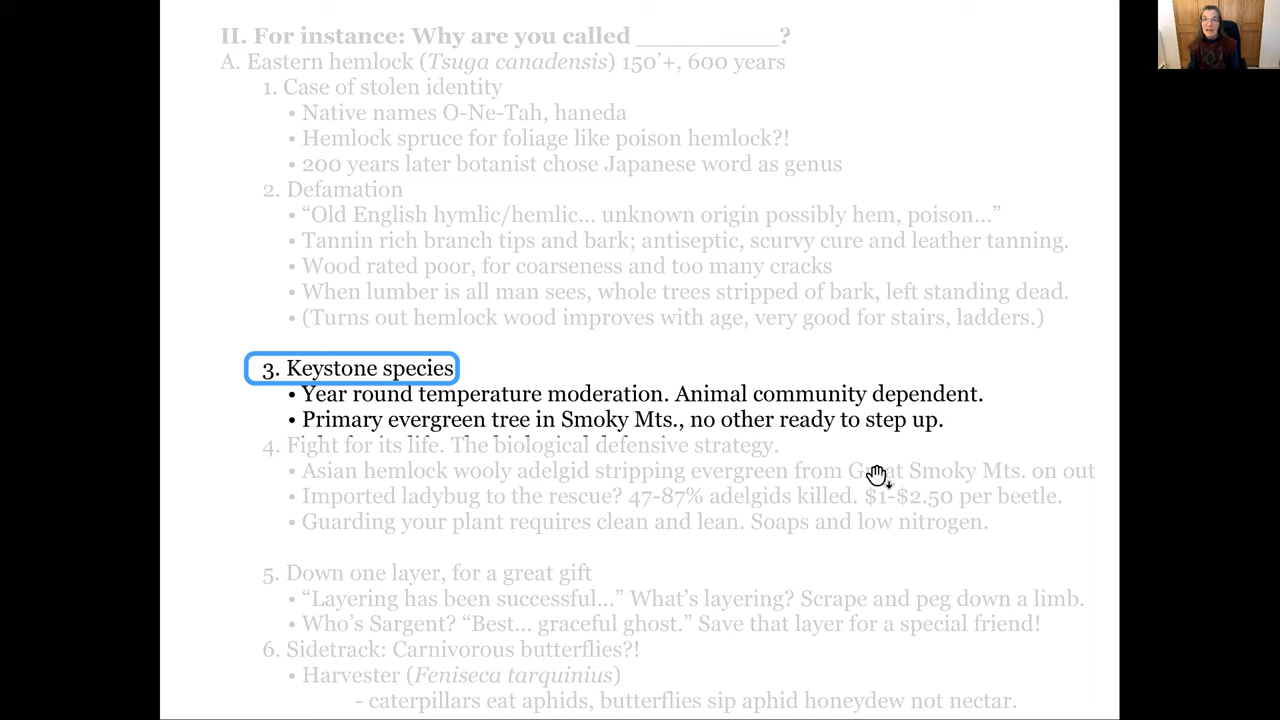 II. For instance: Why are you called _________?
A. Eastern hemlock (Tsuga canadensis) 150’+, 600 years
1. Case of stolen identity
• Native names O-Ne-Tah, haneda
• Hemlock spruce for foliage like poison hemlock?!
• 200 years later botanist chose Japanese word as genus
2. Defamation
• “Old English hymlic/hemlic... unknown origin possibly hem, poison...”
• Tannin rich branch tips and bark; antiseptic, scurvy cure and leather tanning.
• Wood rated poor, for coarseness and too many cracks
• When lumber is all man sees, whole trees stripped of bark, left standing dead.
• (Turns out hemlock wood improves with age, very good for stairs, ladders.)
3. Keystone species
• Year round temperature moderation. Animal community dependent.
• Primary evergreen tree in Smoky Mts., no other ready to step up.
4. Fight for its life. The biological defensive strategy.
• Asian hemlock wooly adelgid stripping evergreen from Great Smoky Mts. on out
• Imported ladybug to the rescue? 47-87% adelgids killed. $1-$2.50 per beetle.
• Guarding your plant requires clean and lean. Soaps and low nitrogen.
5. Down one layer, for a great gift
• “Layering has been successful...” What’s layering? Scrape and peg down a limb.
• Who’s Sargent? “Best... graceful ghost.” Save that layer for a special friend!
6. Sidetrack: Carnivorous butterflies?!
• Harvester (Feniseca tarquinius)
- caterpillars eat aphids, butterflies sip aphid honeydew not nectar.